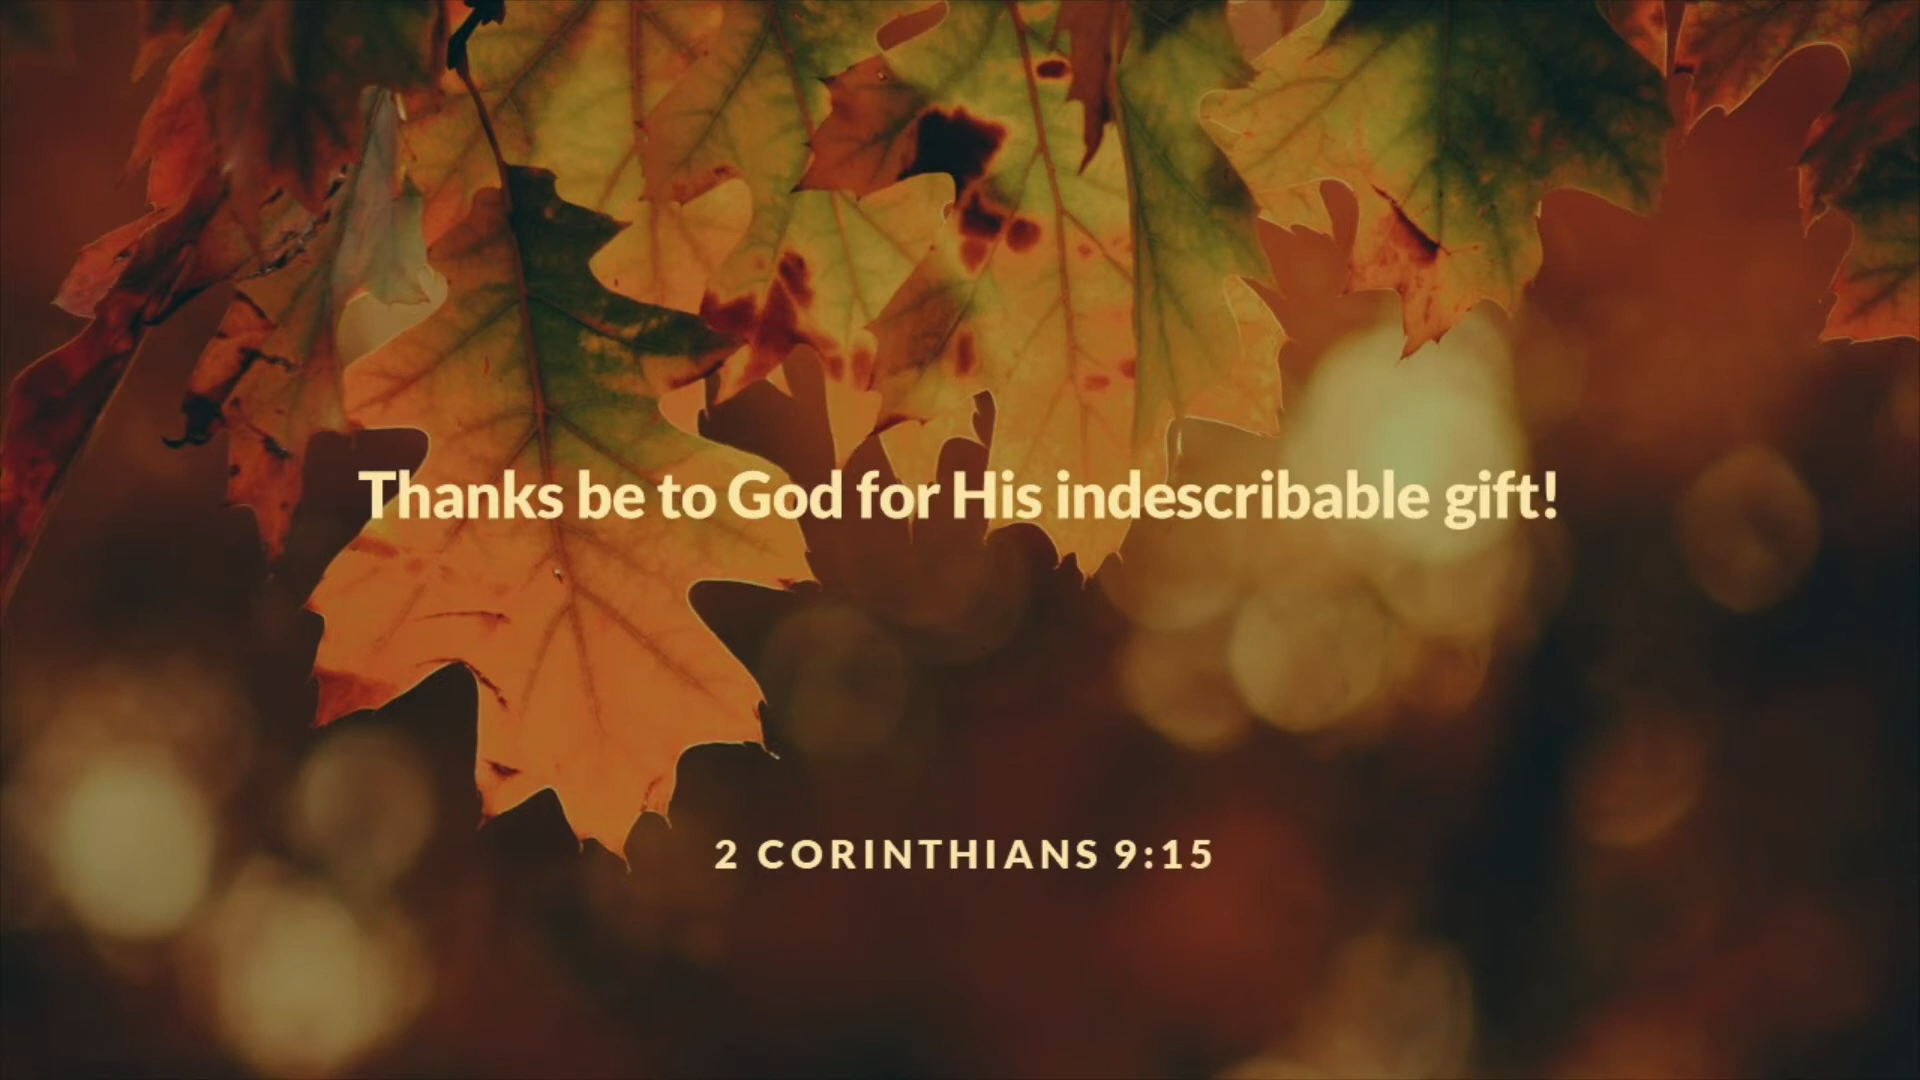 Thanks be to God for His indescribable gift!
2 CORINTHIANS 9:15